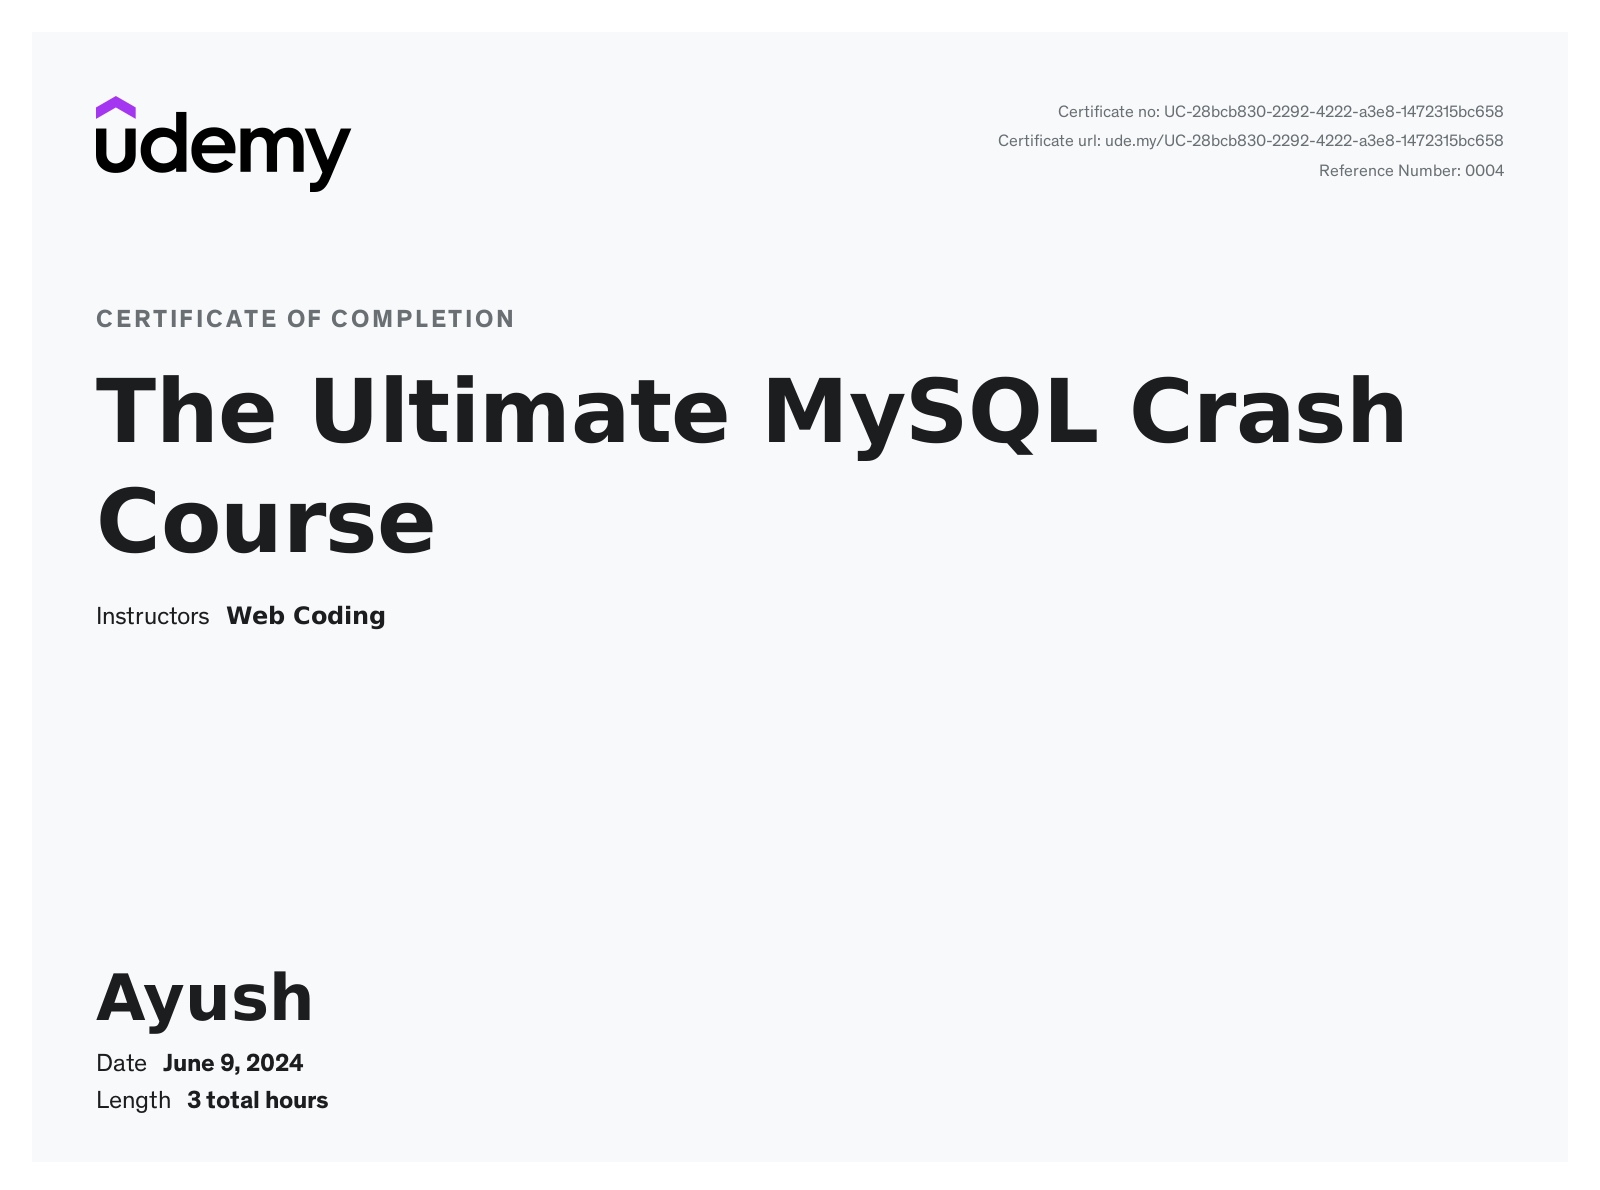 udemy
Certificate no: UC-28bcb830-2292-4222-a3e8-1472315bc658
Certificate url: ude.my/UC-28bcb830-2292-4222-a3e8-1472315bc658
Reference Number: 0004
CERTIFICATE OF COMPLETION
The Ultimate MySQL Crash
Course
Instructors Web Coding
Ayush
Date June 9, 2024
Length 3 total hours